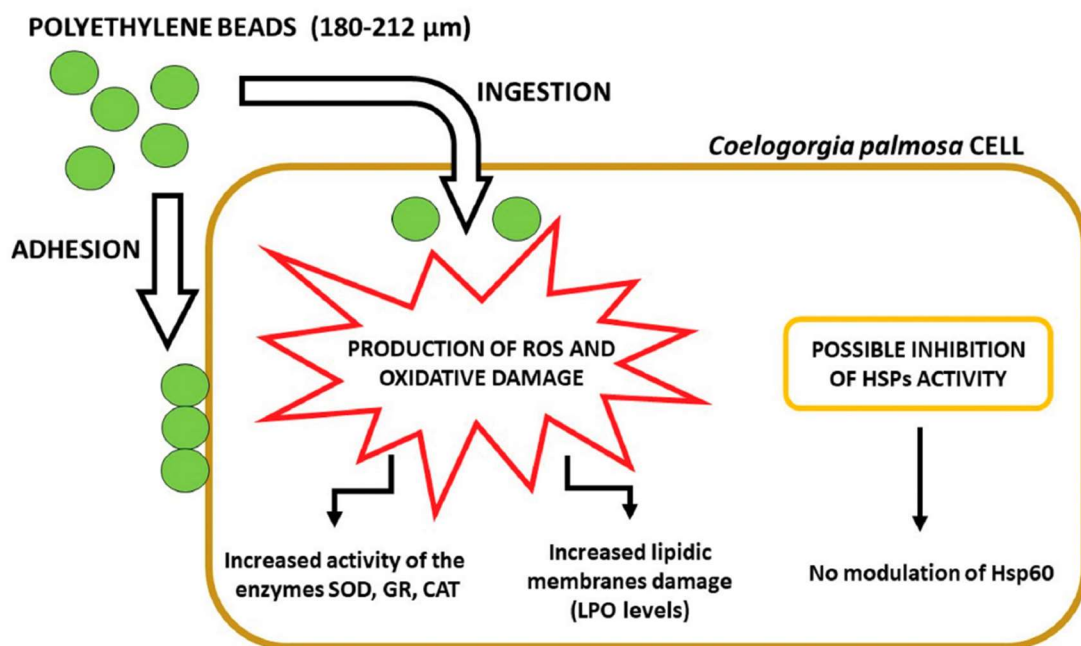 POLYETHYLENE BEADS (180-212 µm)
INGESTION
Coelogorgia palmosa CELL
ADHESION
PRODUCTION OF ROS AND
OXIDATIVE DAMAGE
POSSIBLE INHIBITION
OF HSPs ACTIVITY
Increased activity of the
enzymes SOD, GR, CAT
Increased lipidic
membranes damage
(LPO levels)
No modulation of Hsp60